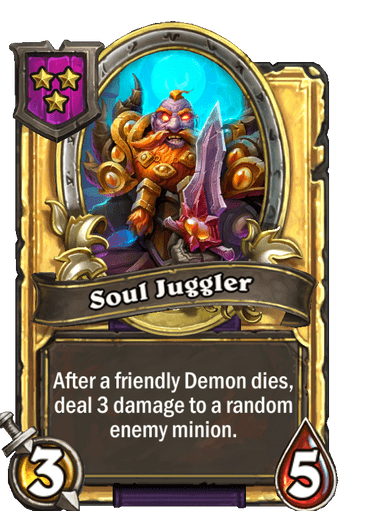 Soul Juggler
After a friendly Demon dies,
deal 3 damage to a random
enemy minion.
3
5